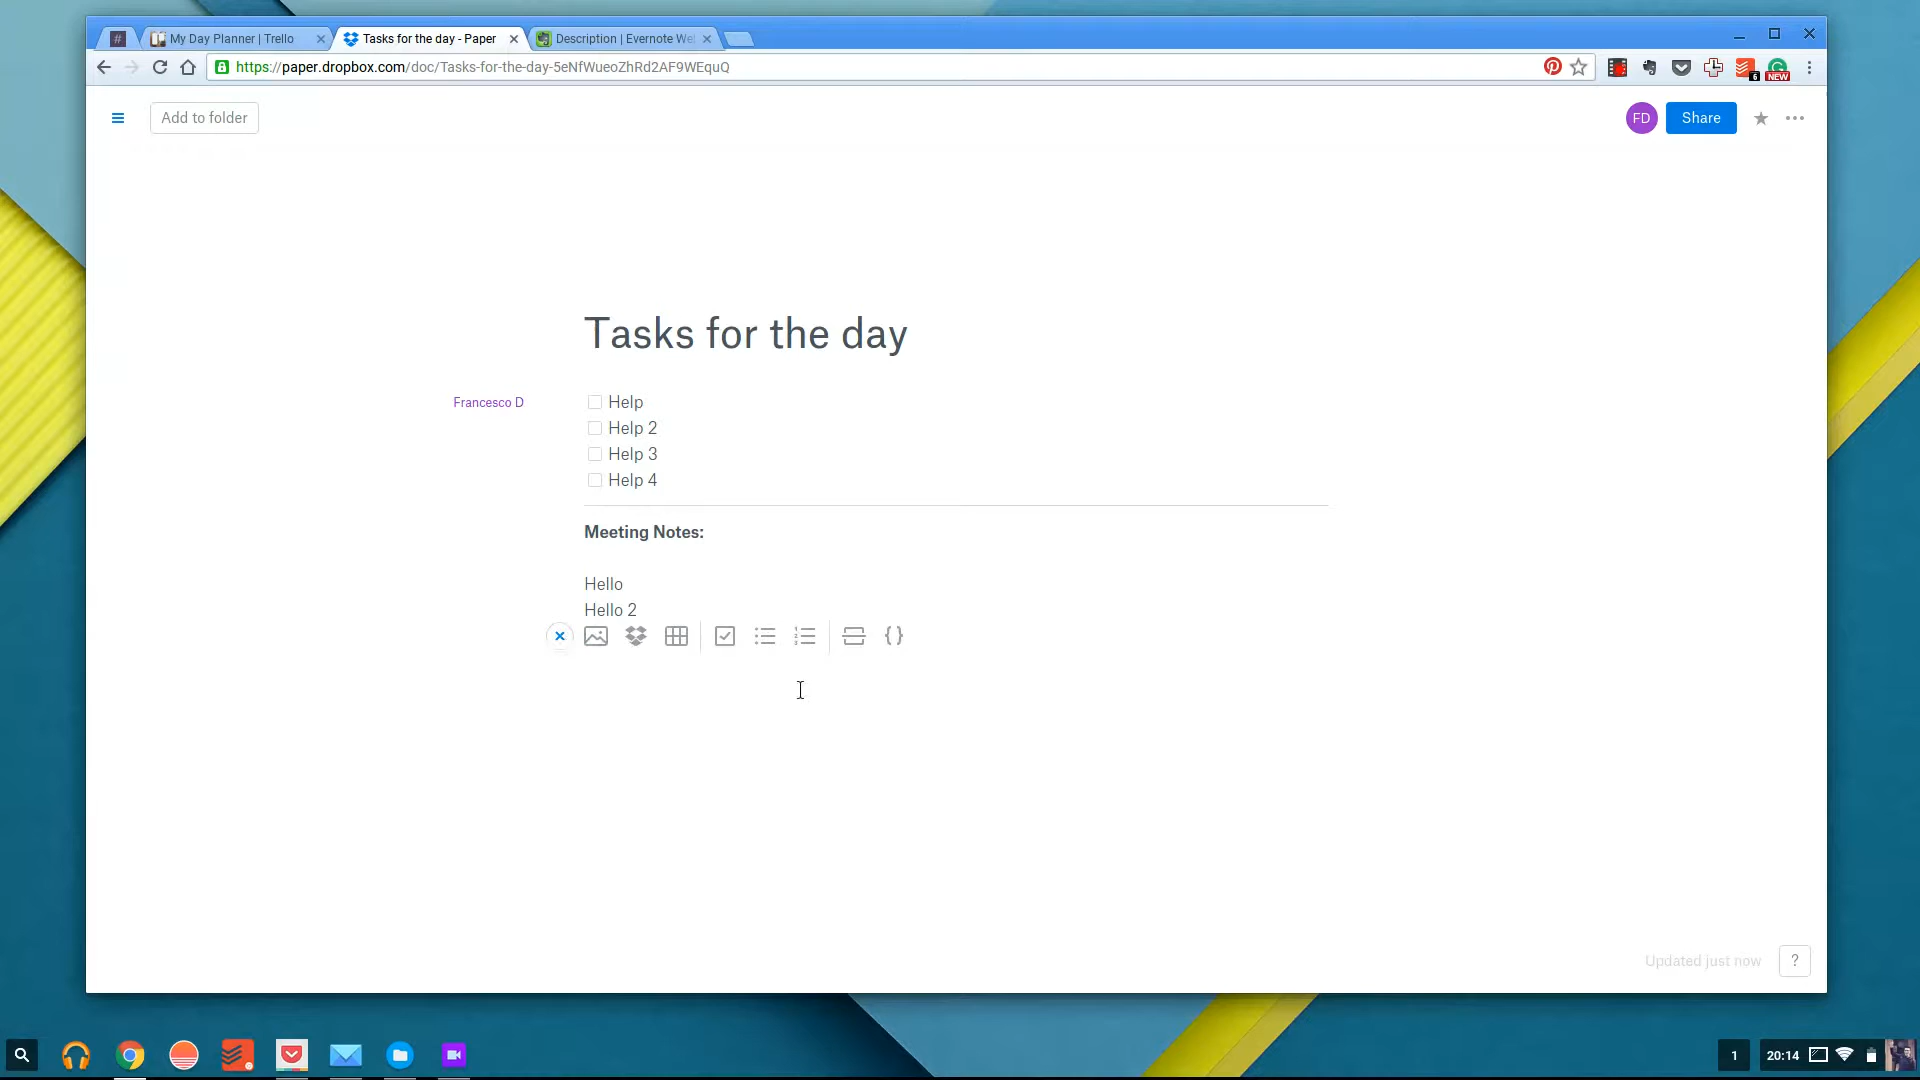 #
My Day Planner | Trello
Tasks for the day - Paper
Description | Evernote We
https://paper.dropbox.com/doc/Tasks-for-the-day-5eNfWueoZhRd2AF9WEquQ
6
NEW
Add to folder
FD
Share
Tasks for the day
Francesco D
Help
Help 2
Help 3
Help 4
Meeting Notes:
Hello
Hello 2
Updated just now
?
1
20:14